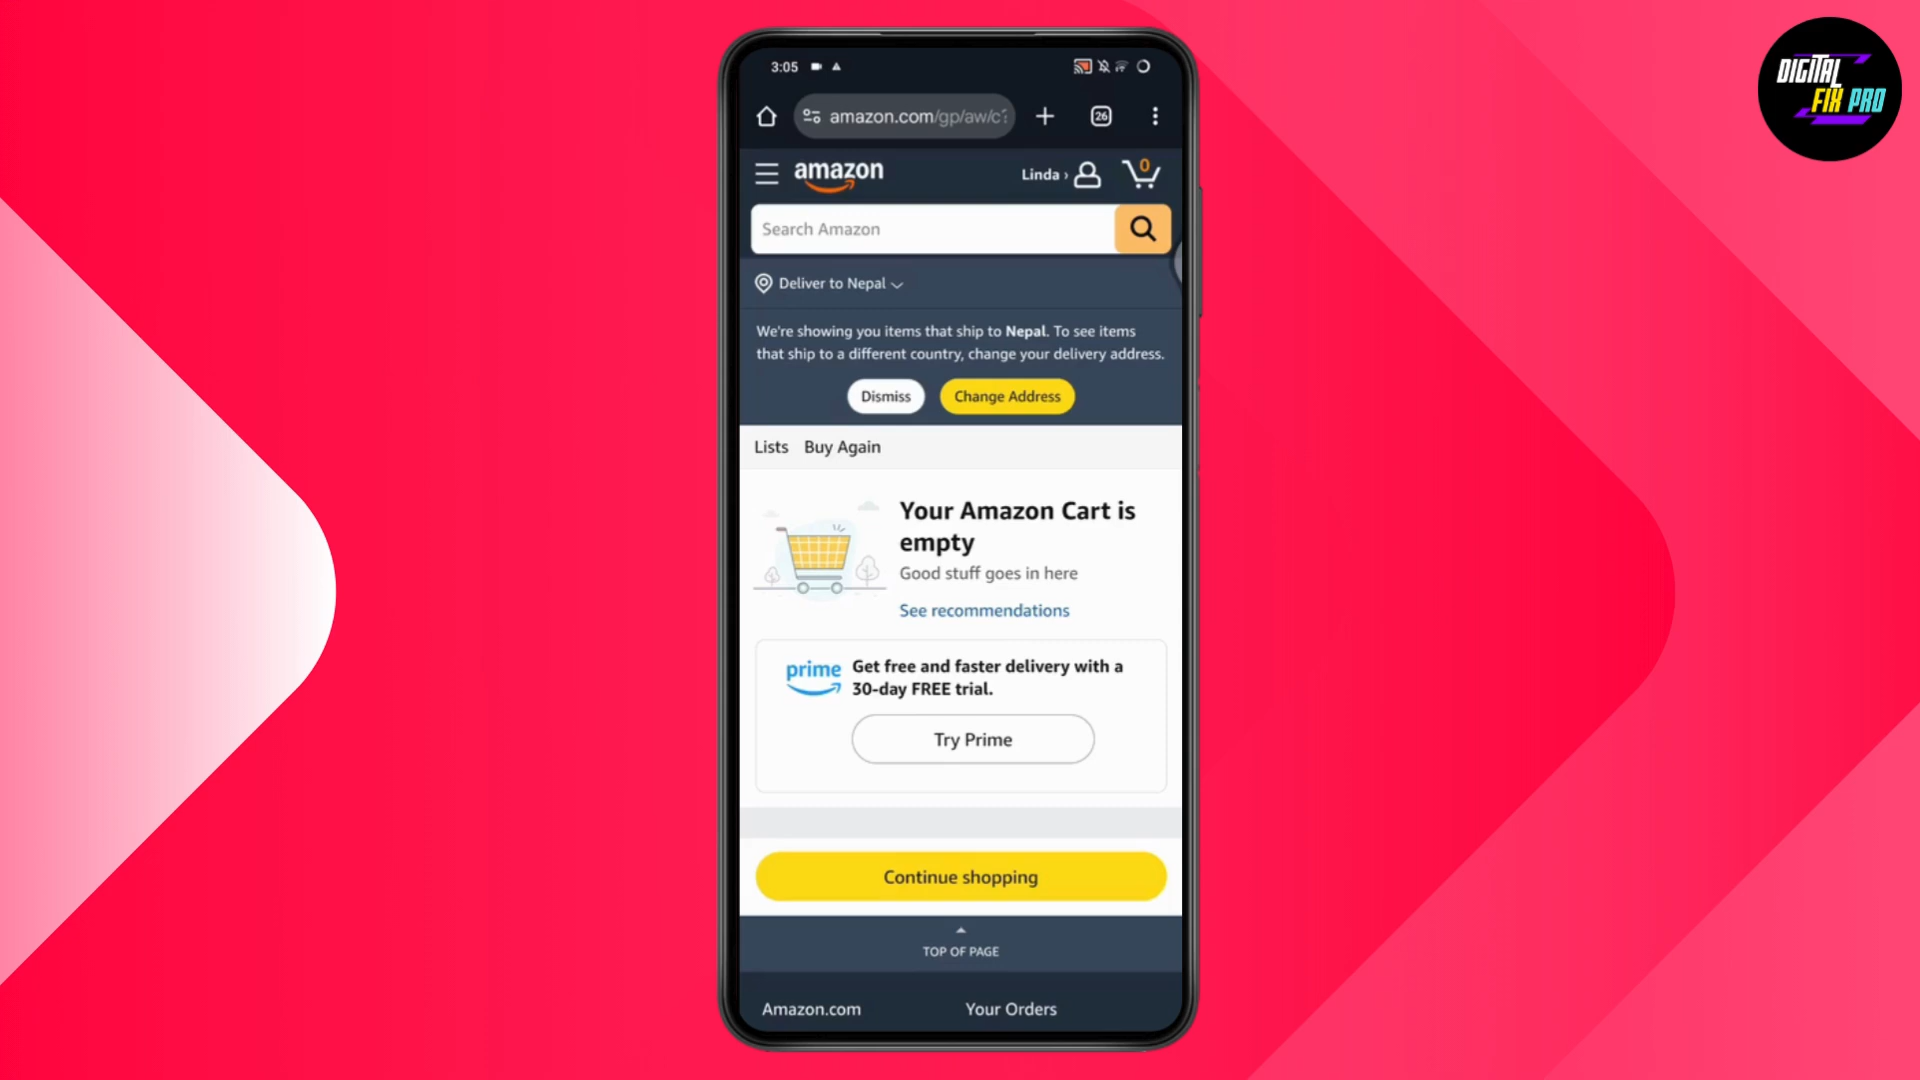 DIGITAL
FIX PRO
3:05
amazon.com/gp/aw/c
26
amazon
Linda ›
0
Search Amazon
Deliver to Nepal
We're showing you items that ship to Nepal. To see items
that ship to a different country, change your delivery address.
Dismiss
Change Address
Lists Buy Again
Your Amazon Cart is
empty
Good stuff goes in here
See recommendations
prime
Get free and faster delivery with a
30-day FREE trial.
Try Prime
Continue shopping
TOP OF PAGE
Amazon.com
Your Orders